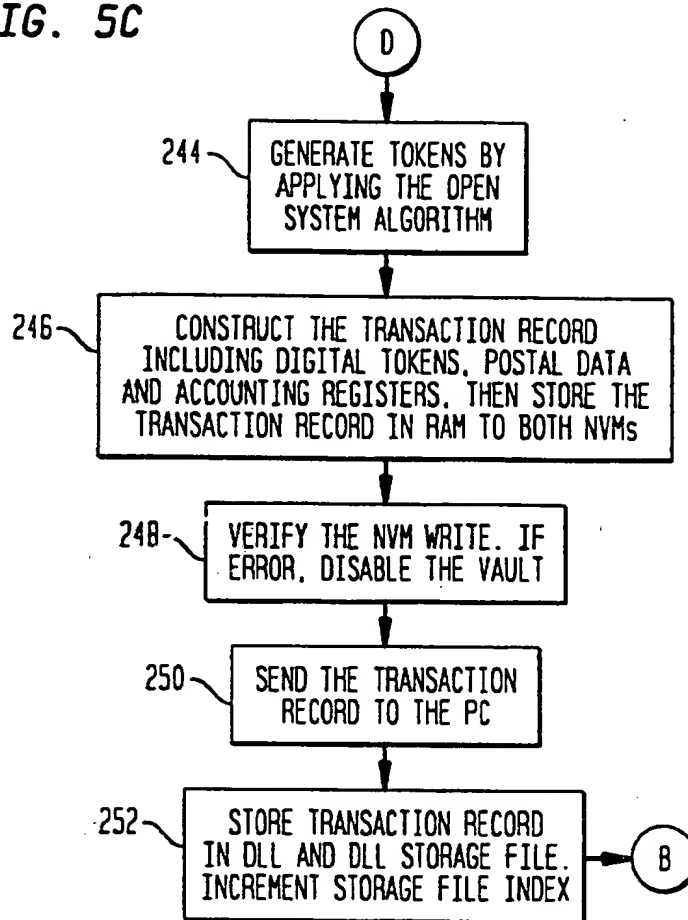 IG. 5C
D
244
GENERATE TOKENS BY
APPLYING THE OPEN
SYSTEM ALGORITHM
246
CONSTRUCT THE TRANSACTION RECORD
INCLUDING DIGITAL TOKENS, POSTAL DATA
AND ACCOUNTING REGISTERS, THEN STORE THE
TRANSACTION RECORD IN RAM TO BOTH NVMs
248
VERIFY THE NVM WRITE. IF
ERROR, DISABLE THE VAULT
250
SEND THE TRANSACTION
RECORD TO THE PC
252
STORE TRANSACTION RECORD
IN DLL AND DLL STORAGE FILE.
INCREMENT STORAGE FILE INDEX
B